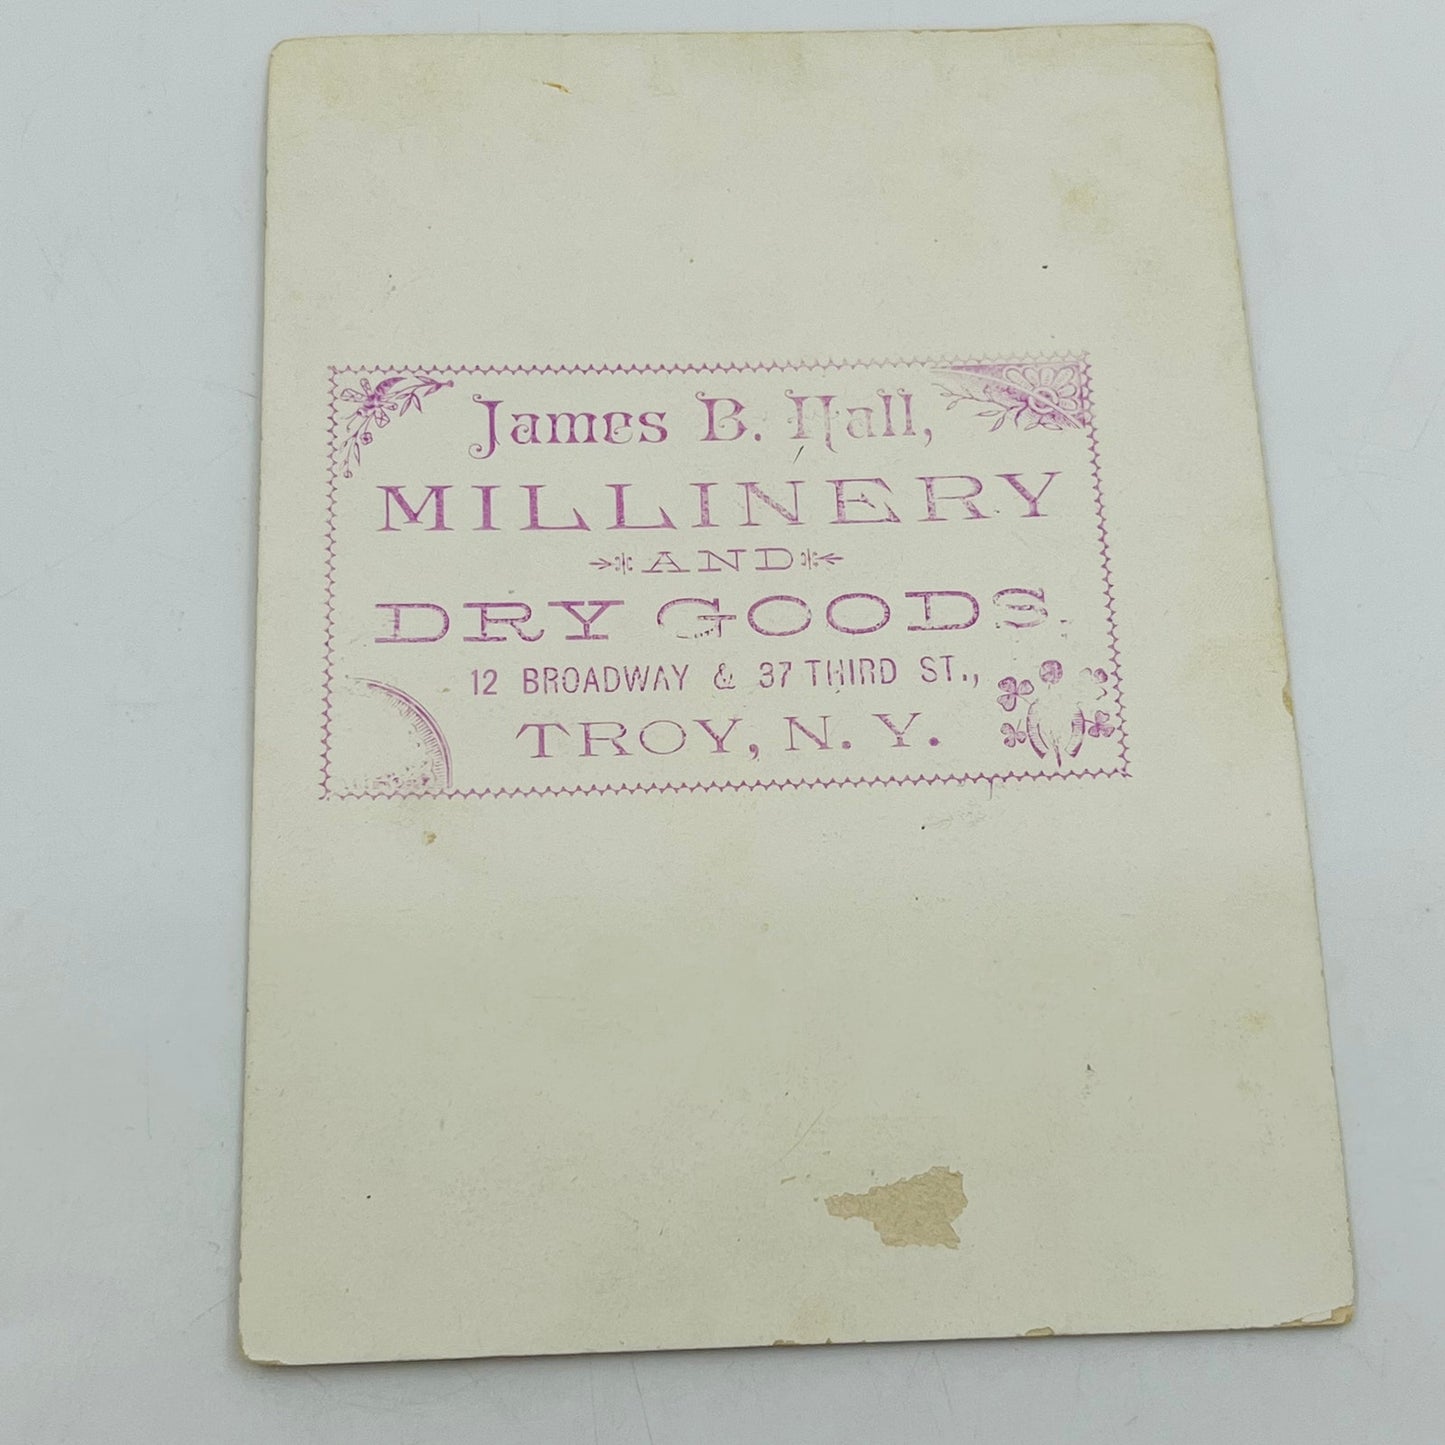 James B. Hall,
MILLINERY
AND
DRY GOODS.
12 BROADWAY & 37 THIRD ST.,
TROY, N. Y.